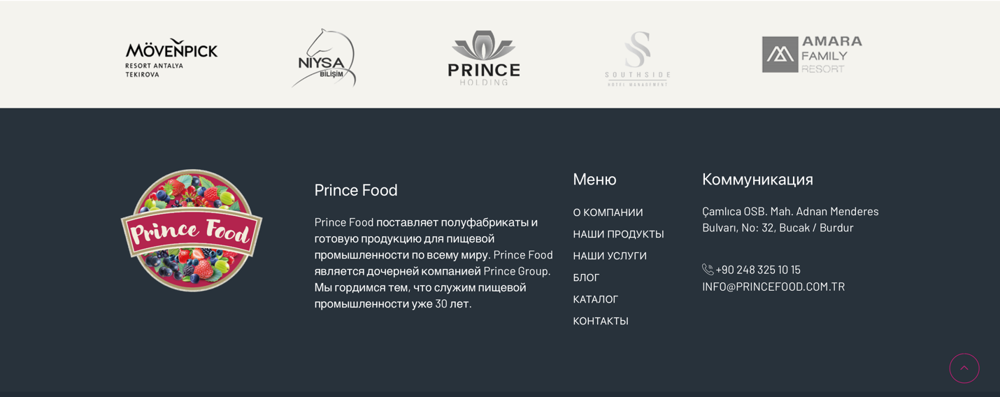 MÖVENPICK
RESORT ANTALYA
TEKIROVA
NIYSA
BİLİŞİM
PRINCE
HOLDING
SOUTHSIDE
HOTEL MANAGEMENT
AMARA
FAMILY
RESORT
Prince Food
Prince Food
Prince Food поставляет полуфабрикаты и
готовую продукцию для пищевой
промышленности по всему миру. Prince Food
является дочерней компанией Prince Group.
Мы гордимся тем, что служим пищевой
промышленности уже 30 лет.
Меню
О КОМПАНИИ
НАШИ ПРОДУКТЫ
НАШИ УСЛУГИ
БЛОГ
КАТАЛОГ
КОНТАКТЫ
Коммуникация
Çamlıca OSB. Mah. Adnan Menderes
Bulvarı, No: 32, Bucak / Burdur
+90 248 325 10 15
INFO@PRINCEFOOD.COM.TR